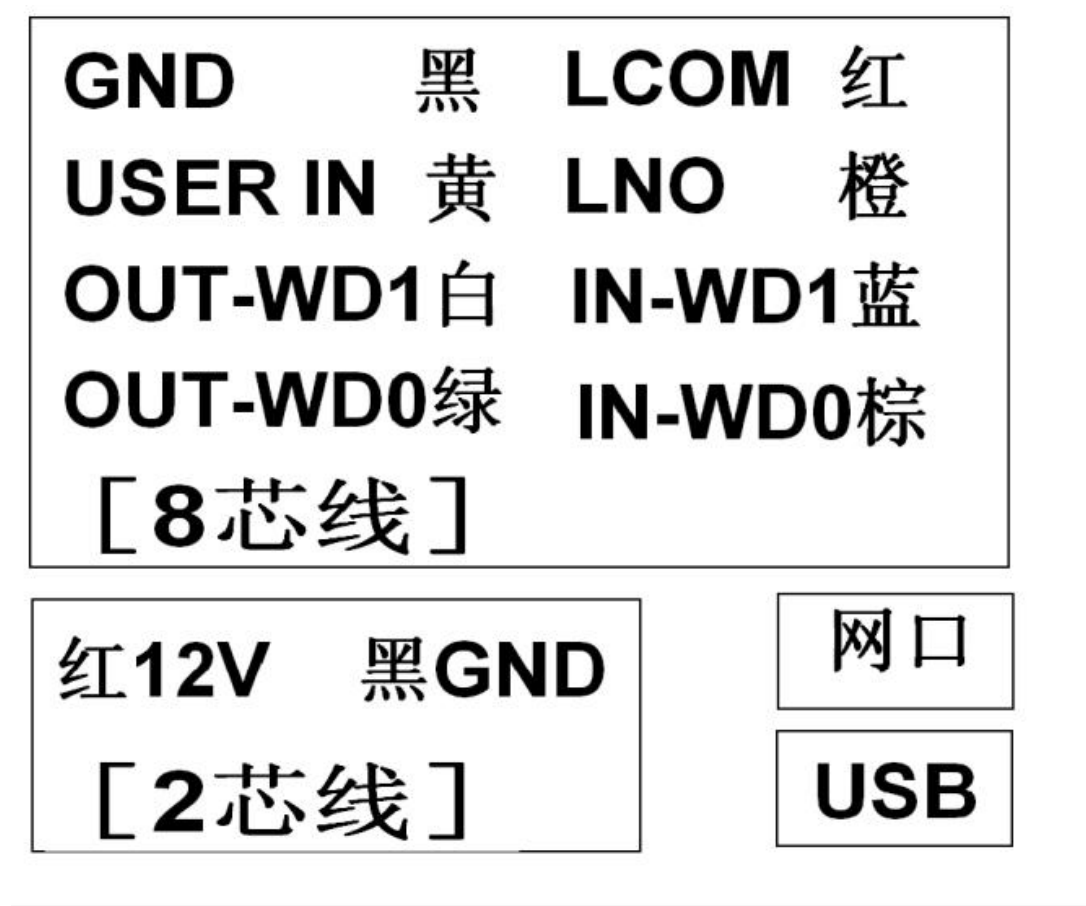 GND 黑 LCOM 红
USER IN 黄 LNO 橙
OUT-WD1白 IN-WD1蓝
OUT-WD0绿 IN-WD0棕
[8芯线]
红12V 黑GND
[2芯线]
网口
USB